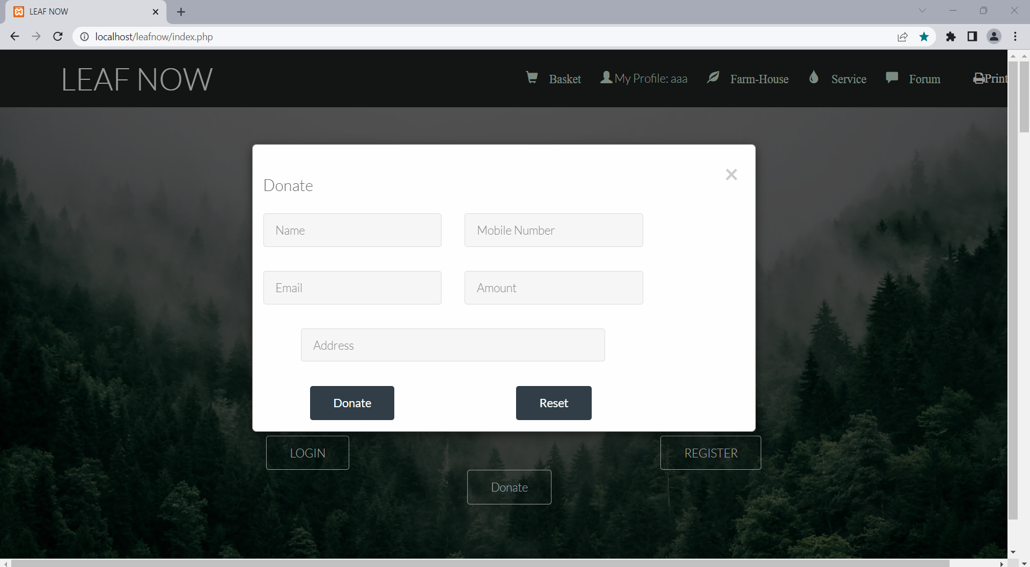 LEAF NOW
localhost/leafnow/index.php
LEAF NOW
Basket
My Profile: aaa
Farm-House
Service
Forum
Print
Donate
×
Name
Mobile Number
Email
Amount
Address
Donate
Reset
LOGIN
REGISTER
Donate